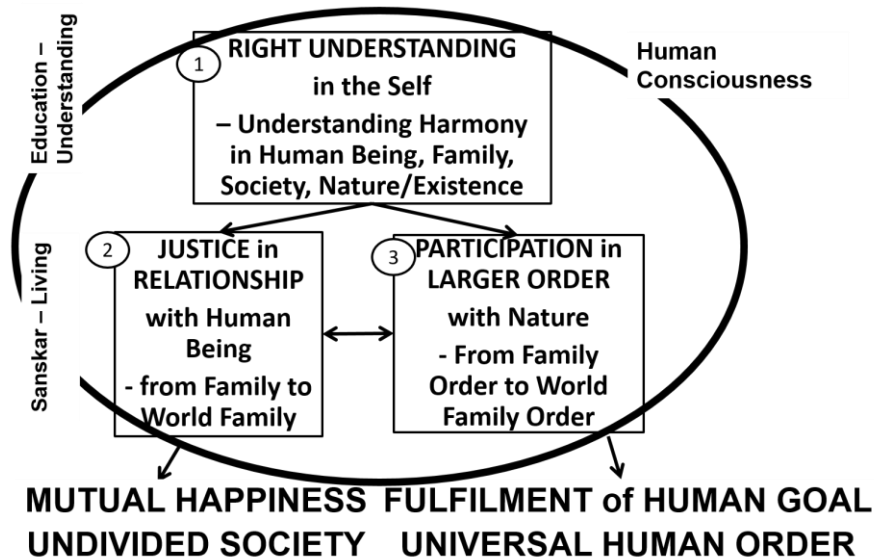 Education –
Understanding
1
RIGHT UNDERSTANDING
in the Self
– Understanding Harmony
in Human Being, Family,
Society, Nature/Existence
Human
Consciousness
Sanskar – Living
2
JUSTICE in
RELATIONSHIP
with Human
Being
- from Family to
World Family
3
PARTICIPATION in
LARGER ORDER
with Nature
- From Family
Order to World
Family Order
MUTUAL HAPPINESS
UNDIVIDED SOCIETY
FULFILMENT of HUMAN GOAL
UNIVERSAL HUMAN ORDER